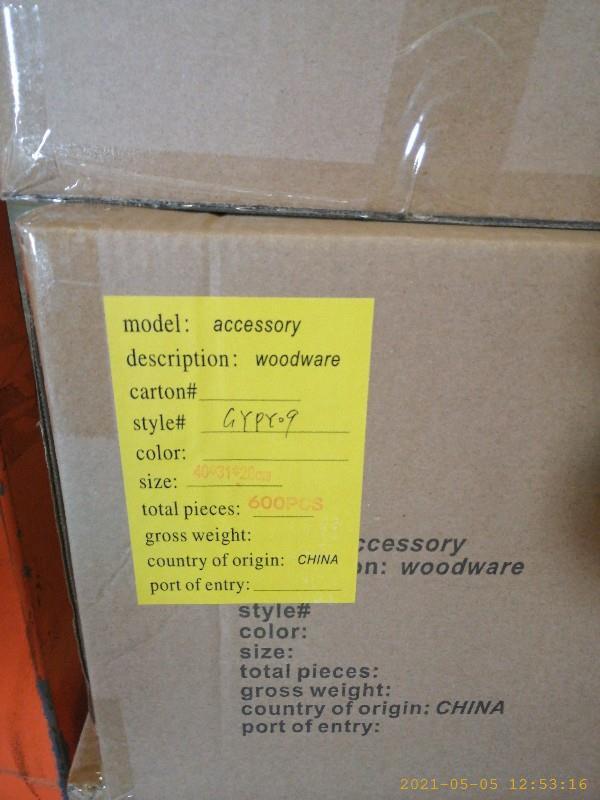 model: accessory
description: woodware
carton#
style# GYPY09
color:
size: 40*31*20cm
total pieces: 600PCS
gross weight:
country of origin: CHINA
port of entry:
ccessory
on: woodware
style#
color:
size:
total pieces:
gross weight:
country of origin: CHINA
port of entry:
2021-05-05 12:53:16